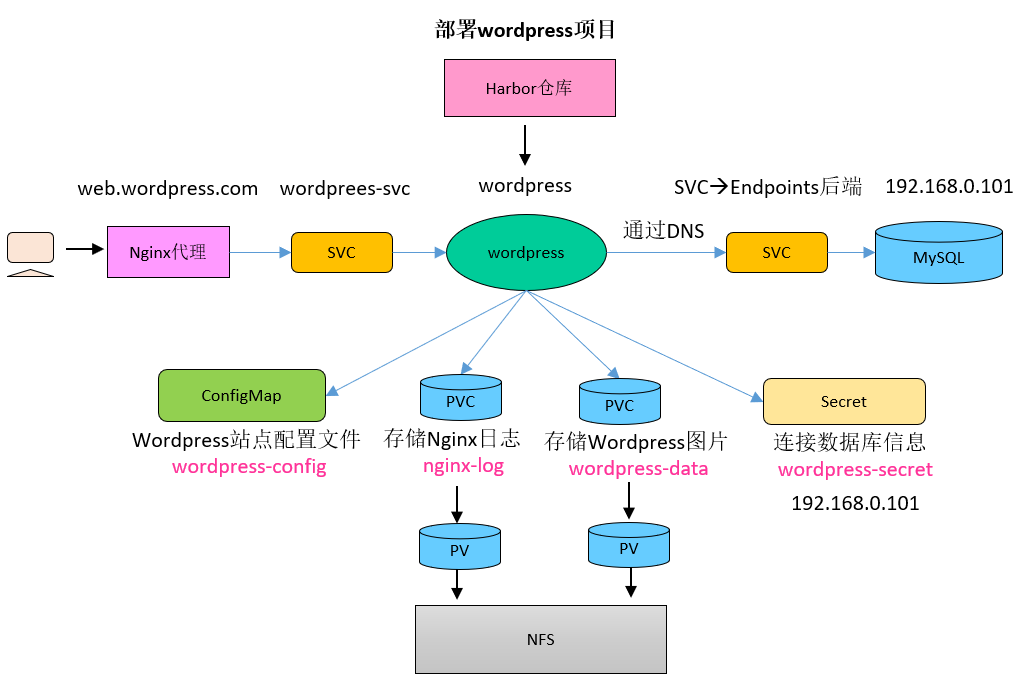 部署wordpress项目
Harbor仓库
web.wordpress.com
wordprees-svc
wordpress
SVC→Endpoints后端
192.168.0.101
Nginx代理
SVC
wordpress
通过DNS
SVC
MySQL
ConfigMap
PVC
PVC
Secret
Wordpress站点配置文件
wordpress-config
存储Nginx日志
nginx-log
存储Wordpress图片
wordpress-data
连接数据库信息
wordpress-secret
192.168.0.101
PV
PV
NFS